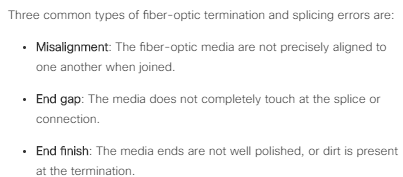 Three common types of fiber-optic termination and splicing errors are:
• Misalignment: The fiber-optic media are not precisely aligned to
one another when joined.
• End gap: The media does not completely touch at the splice or
connection.
• End finish: The media ends are not well polished, or dirt is present
at the termination.